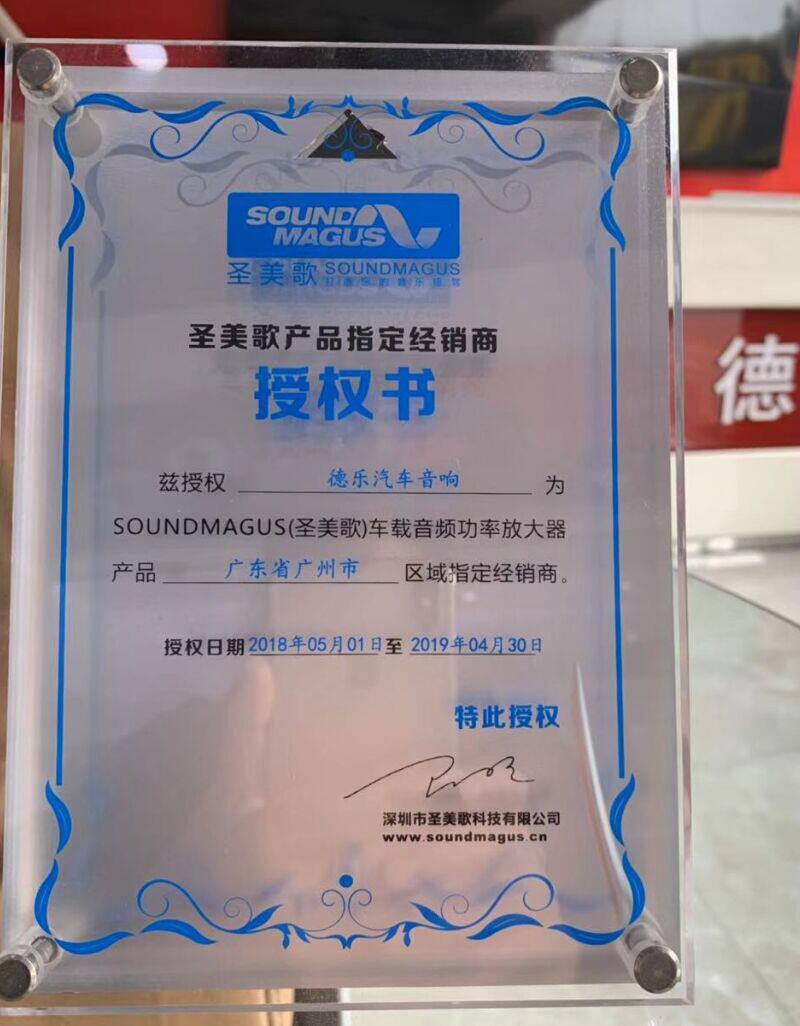 SOUND
MAGUS
圣美歌 SOUNDMAGUS
圣美歌产品指定经销商
授权书
兹授权 德乐汽车音响 为
SOUNDMAGUS(圣美歌)车载音频功率放大器
产品 广东省广州市 区域指定经销商。
授权日期2018年05月01日至 2019年04月30日
特此授权
深圳市圣美歌科技有限公司
www.soundmagus.cn
德